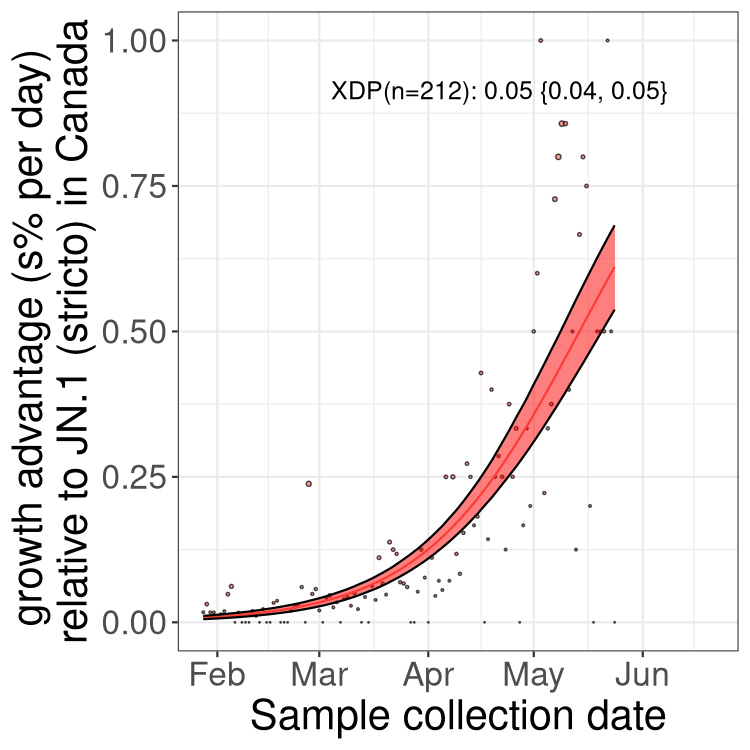 growth advantage (s% per day)
relative to JN.1 (stricto) in Canada
1.00
0.75
0.50
0.25
0.00
XDP(n=212): 0.05 {0.04, 0.05}
Feb Mar Apr May Jun
Sample collection date